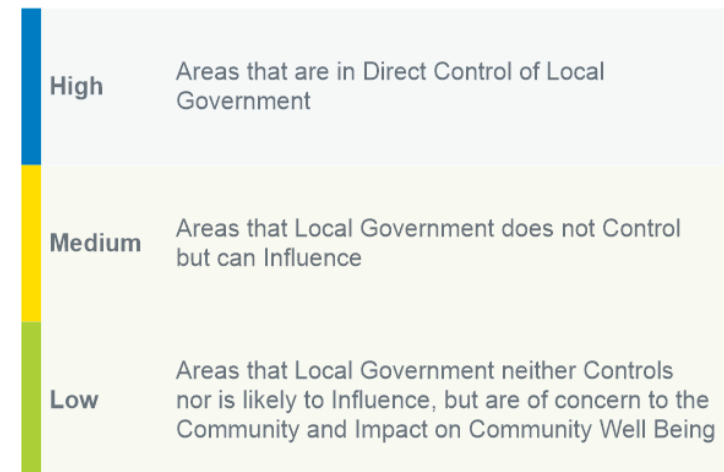 High
Areas that are in Direct Control of Local
Government
Medium
Areas that Local Government does not Control
but can Influence
Low
Areas that Local Government neither Controls
nor is likely to Influence, but are of concern to the
Community and Impact on Community Well Being